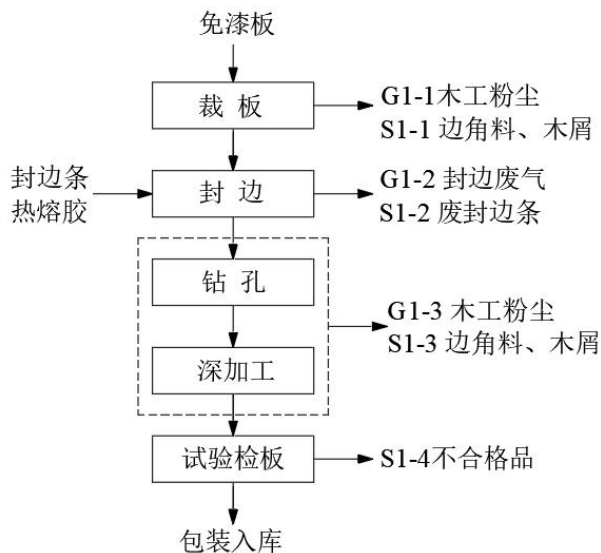 免漆板
裁 板
G1-1木工粉尘
S1-1 边角料、木屑
封边条
热熔胶
封 边
G1-2 封边废气
S1-2 废封边条
钻 孔
深加工
G1-3 木工粉尘
S1-3 边角料、木屑
试验检板
S1-4不合格品
包装入库